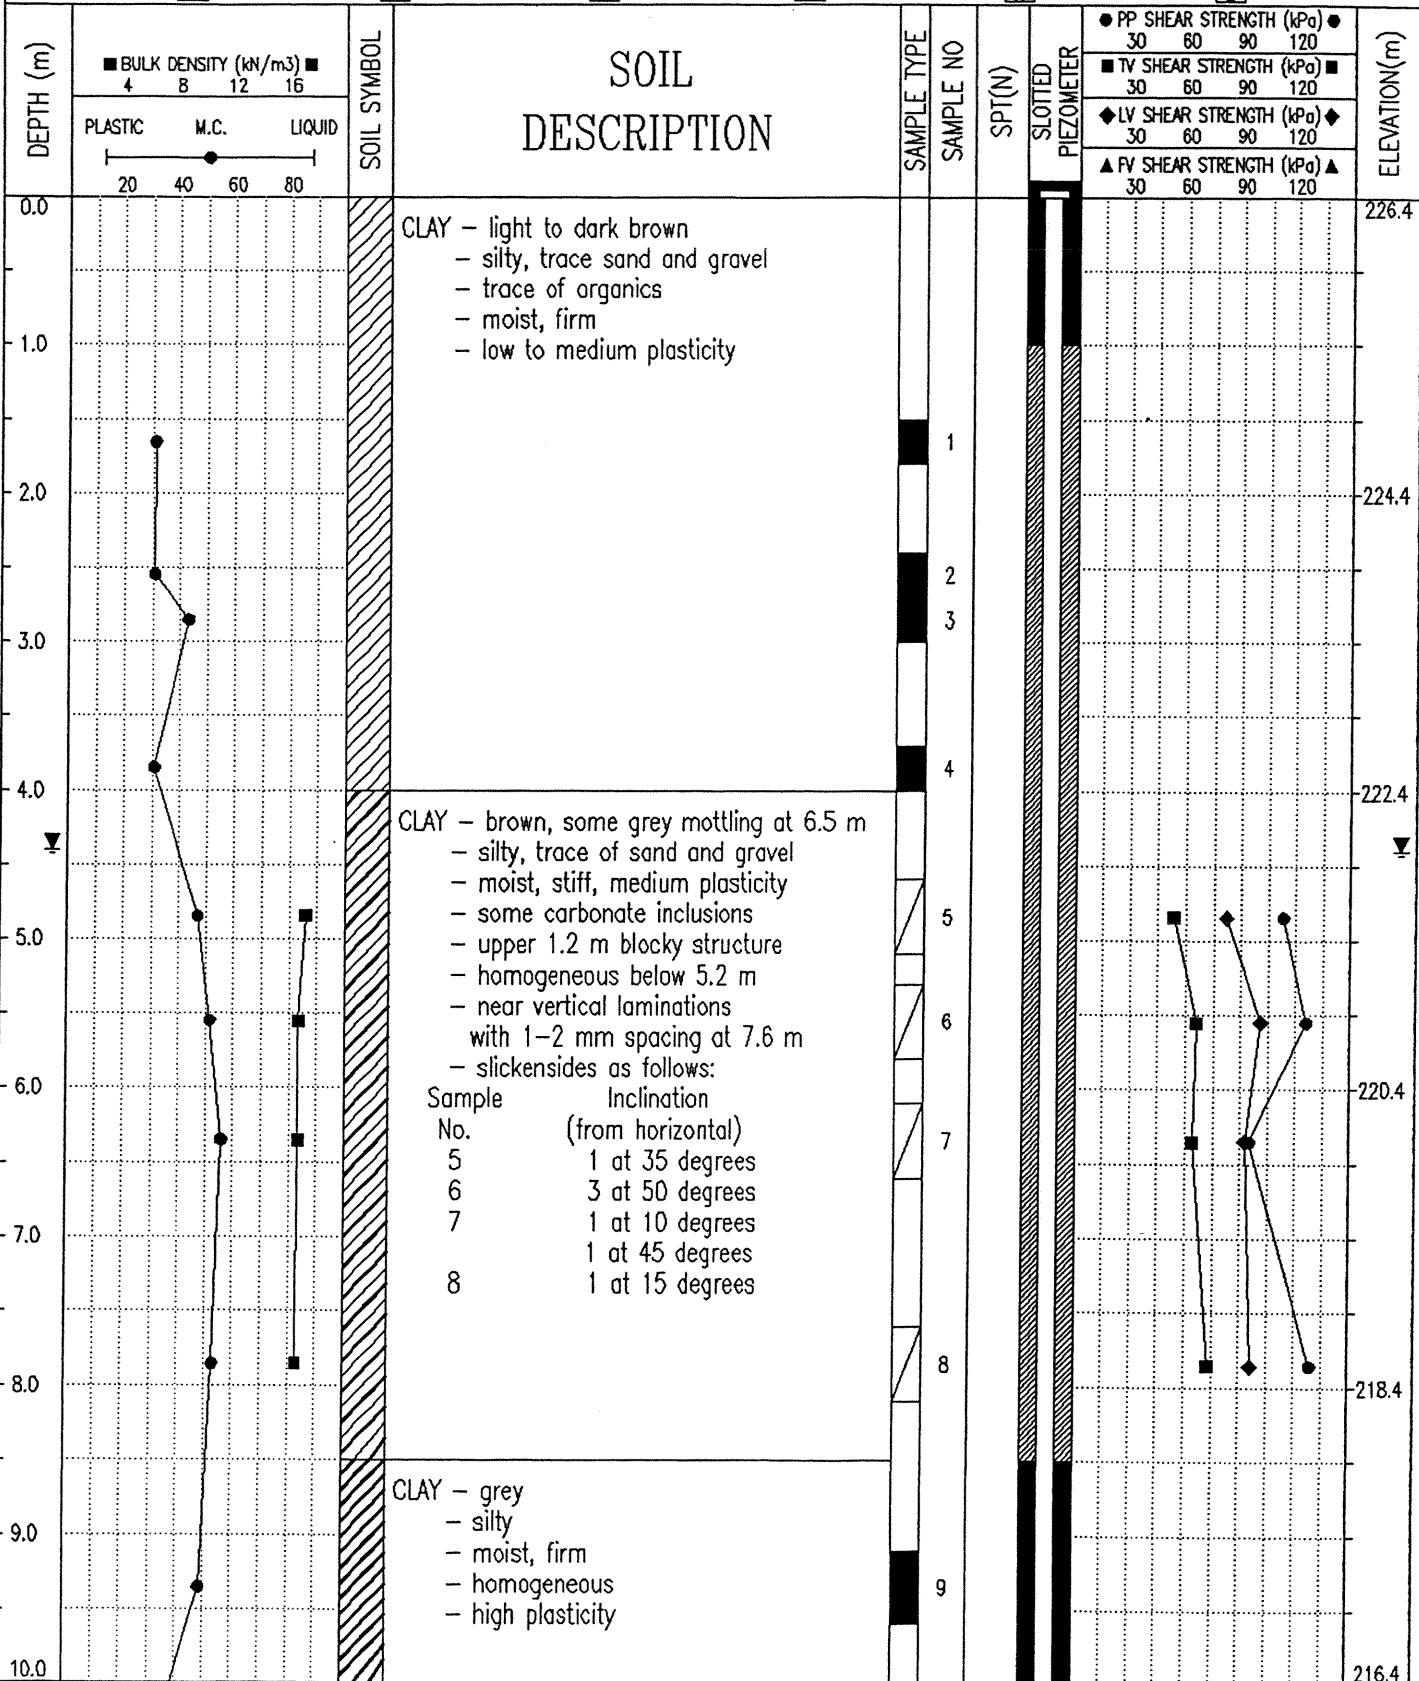 DEPTH (m)
■ BULK DENSITY (kN/m3) ■
4 8 12 16
PLASTIC M.C. LIQUID
20 40 60 80
SOIL SYMBOL
SOIL
DESCRIPTION
SAMPLE TYPE
SAMPLE NO
SPT(N)
SLOTTED
PIEZOMETER
● PP SHEAR STRENGTH (kPa) ●
30 60 90 120
■ TV SHEAR STRENGTH (kPa) ■
30 60 90 120
◆ LV SHEAR STRENGTH (kPa) ◆
30 60 90 120
▲ FV SHEAR STRENGTH (kPa) ▲
30 60 90 120
ELEVATION(m)
0.0
1.0
2.0
3.0
4.0
5.0
6.0
7.0
8.0
9.0
10.0
CLAY – light to dark brown
– silty, trace sand and gravel
– trace of organics
– moist, firm
– low to medium plasticity
CLAY – brown, some grey mottling at 6.5 m
– silty, trace of sand and gravel
– moist, stiff, medium plasticity
– some carbonate inclusions
– upper 1.2 m blocky structure
– homogeneous below 5.2 m
– near vertical laminations
with 1–2 mm spacing at 7.6 m
– slickensides as follows:
Sample Inclination
No. (from horizontal)
5 1 at 35 degrees
6 3 at 50 degrees
7 1 at 10 degrees
1 at 45 degrees
8 1 at 15 degrees
CLAY – grey
– silty
– moist, firm
– homogeneous
– high plasticity
1
2
3
4
5
6
7
8
9
226.4
224.4
222.4
220.4
218.4
216.4